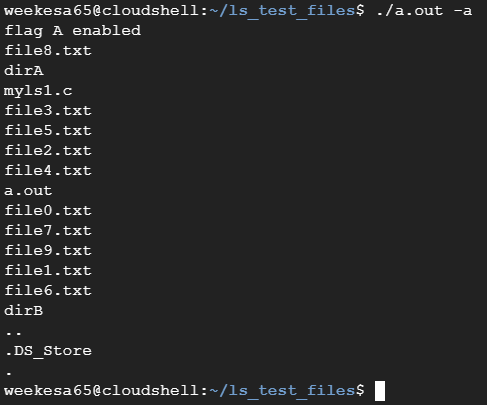 weekesa65@cloudshell:~/ls_test_files$ ./a.out -a
flag A enabled
file8.txt
dirA
myls1.c
file3.txt
file5.txt
file2.txt
file4.txt
a.out
file0.txt
file7.txt
file9.txt
file1.txt
file6.txt
dirB
..
.DS_Store
.
weekesa65@cloudshell:~/ls_test_files$